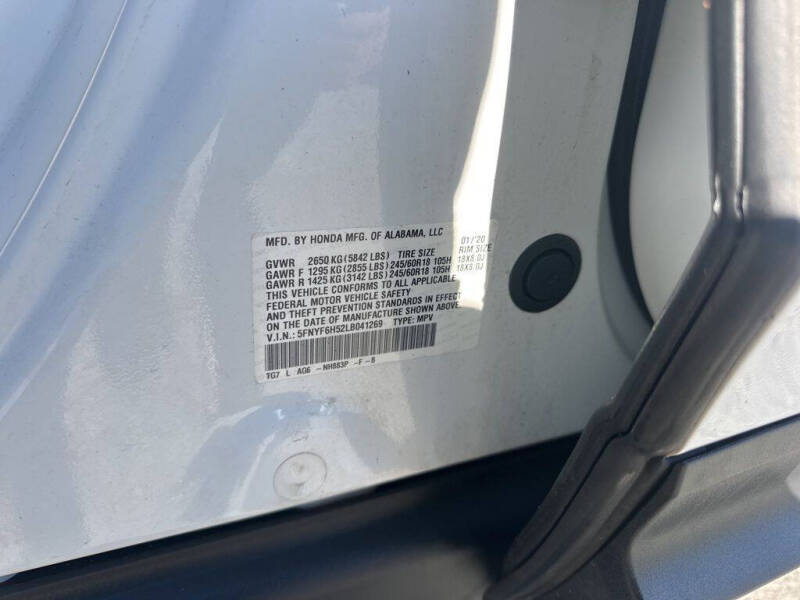 MFD. BY HONDA MFG. OF ALABAMA, LLC 01/20
GVWR 2650 KG (5842 LBS) TIRE SIZE RIM SIZE
GAWR F 1295 KG (2855 LBS) 245/60R18 105H 18X8.0J
GAWR R 1425 KG (3142 LBS) 245/60R18 105H 18X8.0J
THIS VEHICLE CONFORMS TO ALL APPLICABLE
FEDERAL MOTOR VEHICLE SAFETY
AND THEFT PREVENTION STANDARDS IN EFFECT
ON THE DATE OF MANUFACTURE SHOWN ABOVE.
V.I.N.: 5FNYF6H52LB041269 TYPE: MPV
TG7 L AG6 -NH883P -F -B